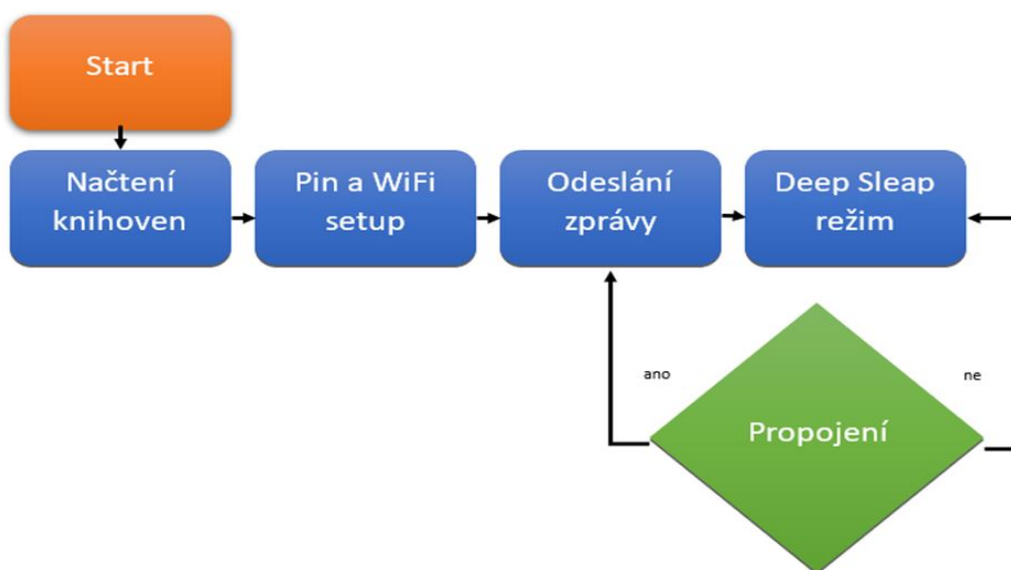 Start
Načtení
knihoven
Pin a WiFi
setup
Odeslání
zprávy
Deep Sleap
režim
ano
ne
Propojení